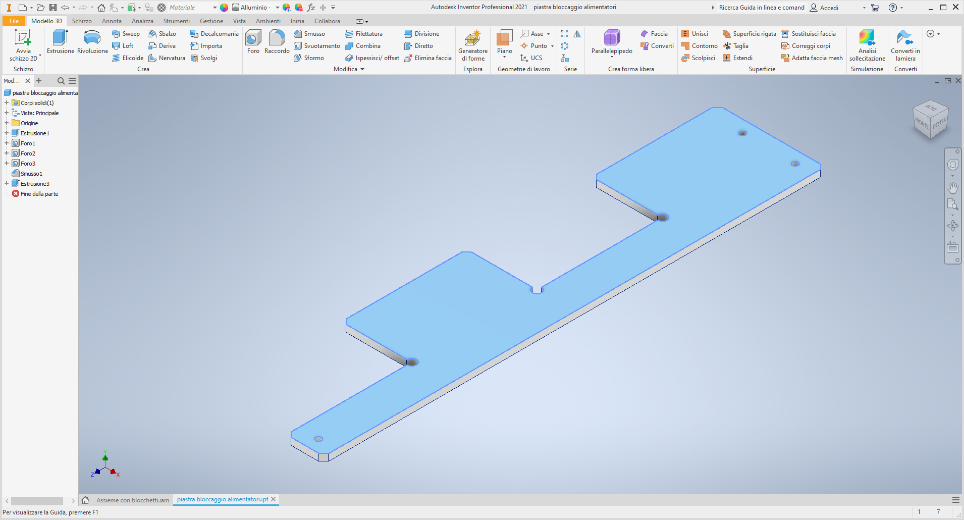 Materiale Alluminio fx Autodesk Inventor Professional 2021 piastra bloccaggio alimentatori Ricerca Guida in linea e comand Accedi
File Modello 3D Schizzo Annota Analizza Strumenti Gestione Vista Ambienti Inizia Collabora
Avvia schizzo 2D Estrusione Rivoluzione Sweep Sbalzo Decalcomania Foro Raccordo Smusso Filettatura Divisione Generatore di forme Piano Asse Parallelepipedo Faccia Unisci Superficie rigata Sostituisci faccia Analisi sollecitazione Converti in lamiera
Loft Deriva Importa Svuotamento Combina Diretto Punto Converti Contorno Taglia Correggi corpi
Elicoide Nervatura Svolgi Sformo Ispessisci/ offset Elimina faccia UCS Scolpisci Estendi Adatta faccia mesh
Schizzo Crea Modifica Esplora Geometrie di lavoro Serie Crea forma libera Superficie Simulazione Converti
Mod...
piastra bloccaggio alimenta
Corpi solidi(1)
Vista: Principale
Origine
Estrusione1
Foro1
Foro2
Foro3
Smusso1
Estrusione3
Fine della parte
Z X
Assieme con blocchetti.iam piastra bloccaggio alimentatori.ipt
Per visualizzare la Guida, premere F1 1 7